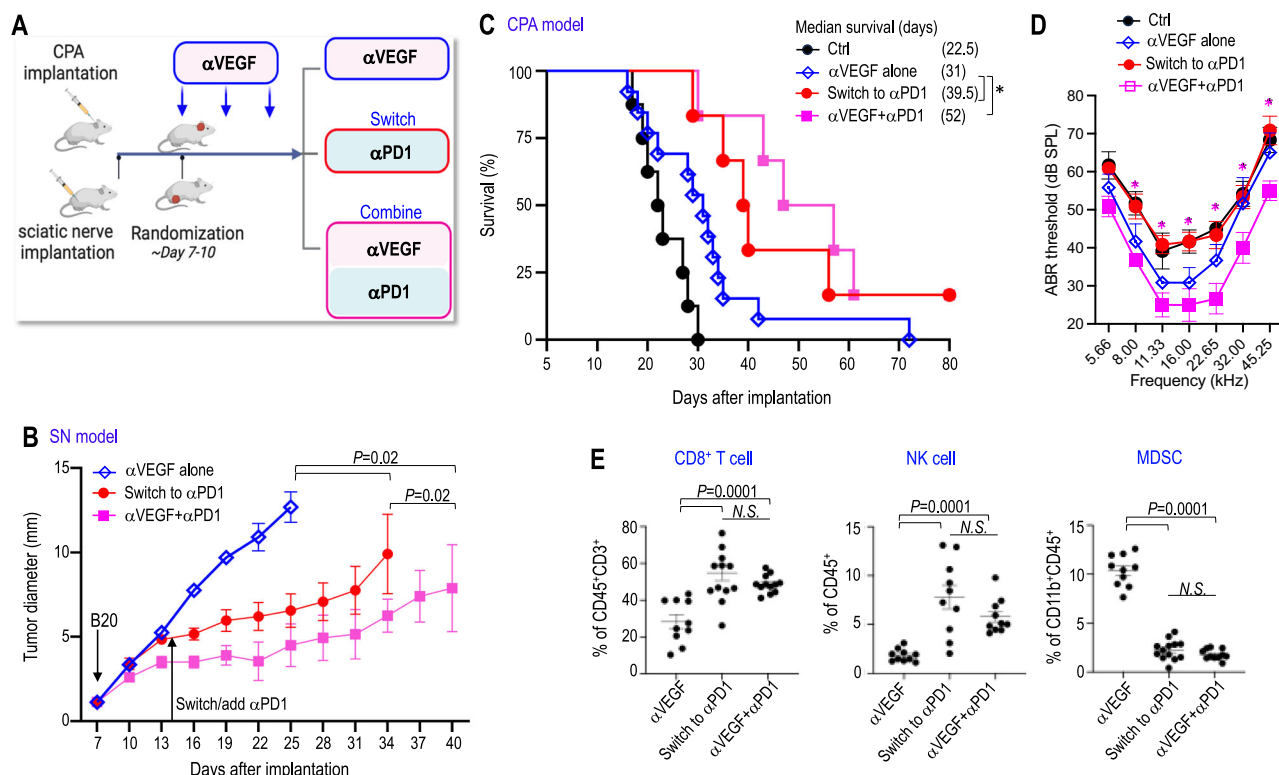 A
CPA
implantation
αVEGF
sciatic nerve
implantation
Randomization
~Day 7-10
αVEGF
Switch
αPD1
Combine
αVEGF
αPD1
B SN model
αVEGF alone
Switch to αPD1
αVEGF+αPD1
P=0.02
P=0.02
B20
Switch/add αPD1
Tumor diameter (mm)
15
10
5
0
7 10 13 16 19 22 25 28 31 34 37 40
Days after implantation
C CPA model
Median survival (days)
Ctrl (22.5)
αVEGF alone (31)
Switch to αPD1 (39.5)
αVEGF+αPD1 (52)
*
Survival (%)
100
75
50
25
0
5 10 20 30 40 50 60 70 80
Days after implantation
D
Ctrl
αVEGF alone
Switch to αPD1
αVEGF+αPD1
ABR threshold (dB SPL)
80
70
60
50
40
30
20
* * * * * *
5.66 8.00 11.33 16.00 22.65 32.00 45.25
Frequency (kHz)
E
CD8⁺ T cell
P=0.0001
N.S.
% of CD45⁺CD3⁺
80
60
40
20
0
αVEGF
Switch to αPD1
αVEGF+αPD1
NK cell
P=0.0001
N.S.
% of CD45⁺
15
10
5
0
αVEGF
Switch to αPD1
αVEGF+αPD1
MDSC
P=0.0001
N.S.
% of CD11b⁺CD45⁺
15
10
5
0
αVEGF
Switch to αPD1
αVEGF+αPD1